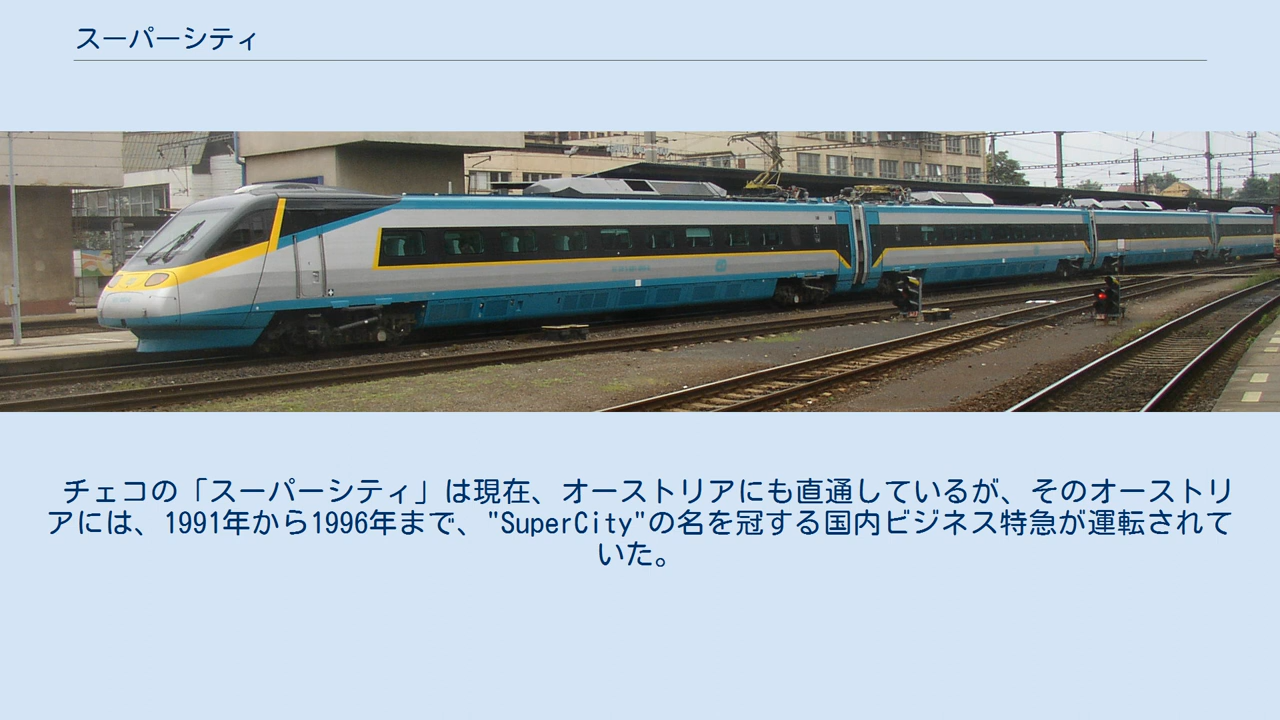 スーパーシティ
チェコの「スーパーシティ」は現在、オーストリアにも直通しているが、そのオーストリ
アには、1991年から1996年まで、"SuperCity"の名を冠する国内ビジネス特急が運転されて
いた。